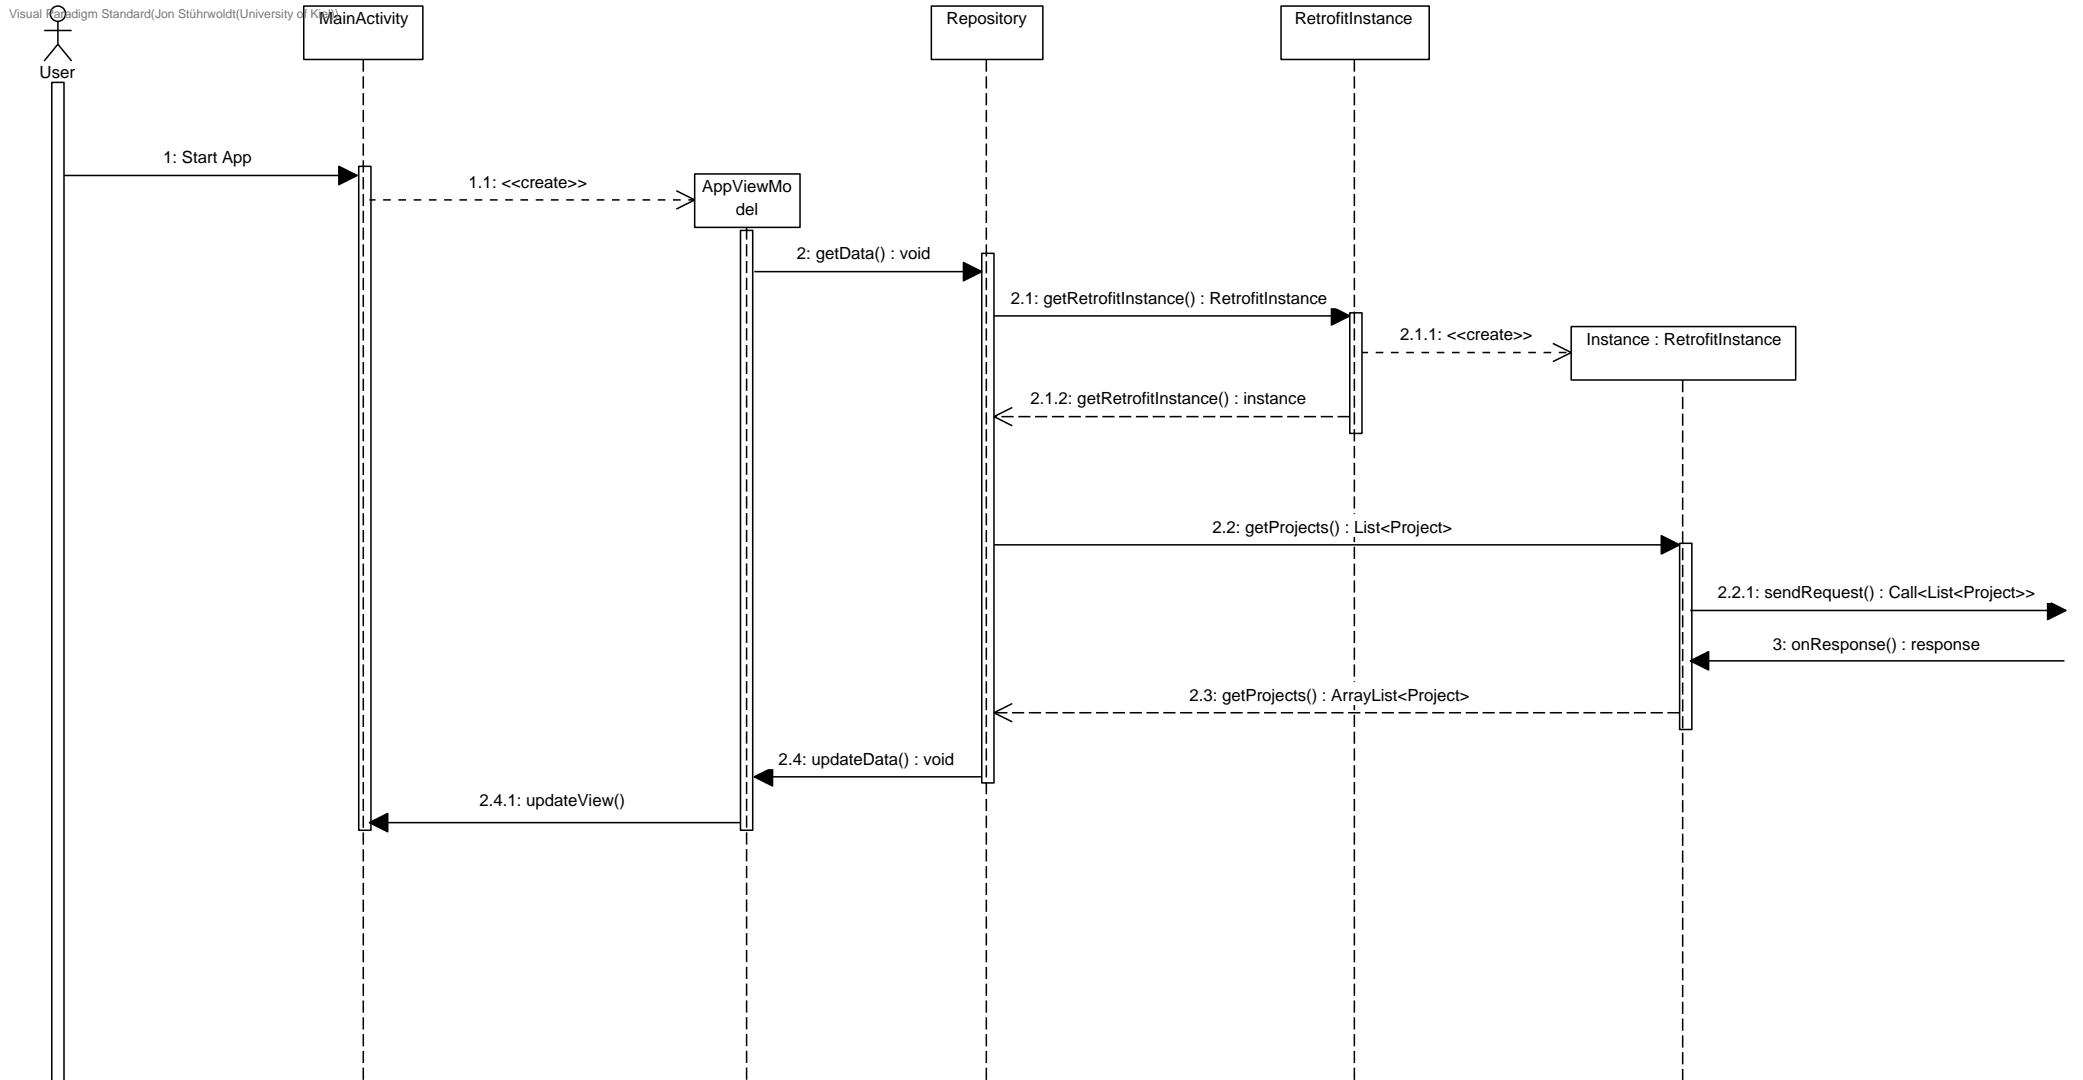 Visual Paradigm Standard(Jon Stührwoldt(University of Kiel))
User
MainActivity
Repository
RetrofitInstance
1: Start App
1.1: <<create>>
AppViewMo
del
2: getData() : void
2.1: getRetrofitInstance() : RetrofitInstance
2.1.1: <<create>>
Instance : RetrofitInstance
2.1.2: getRetrofitInstance() : instance
2.2: getProjects() : List<Project>
2.2.1: sendRequest() : Call<List<Project>>
3: onResponse() : response
2.3: getProjects() : ArrayList<Project>
2.4: updateData() : void
2.4.1: updateView()